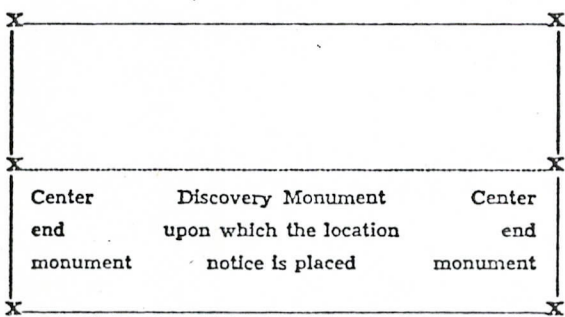 X X
X X
Center Discovery Monument Center
end upon which the location end
monument notice is placed monument
X X